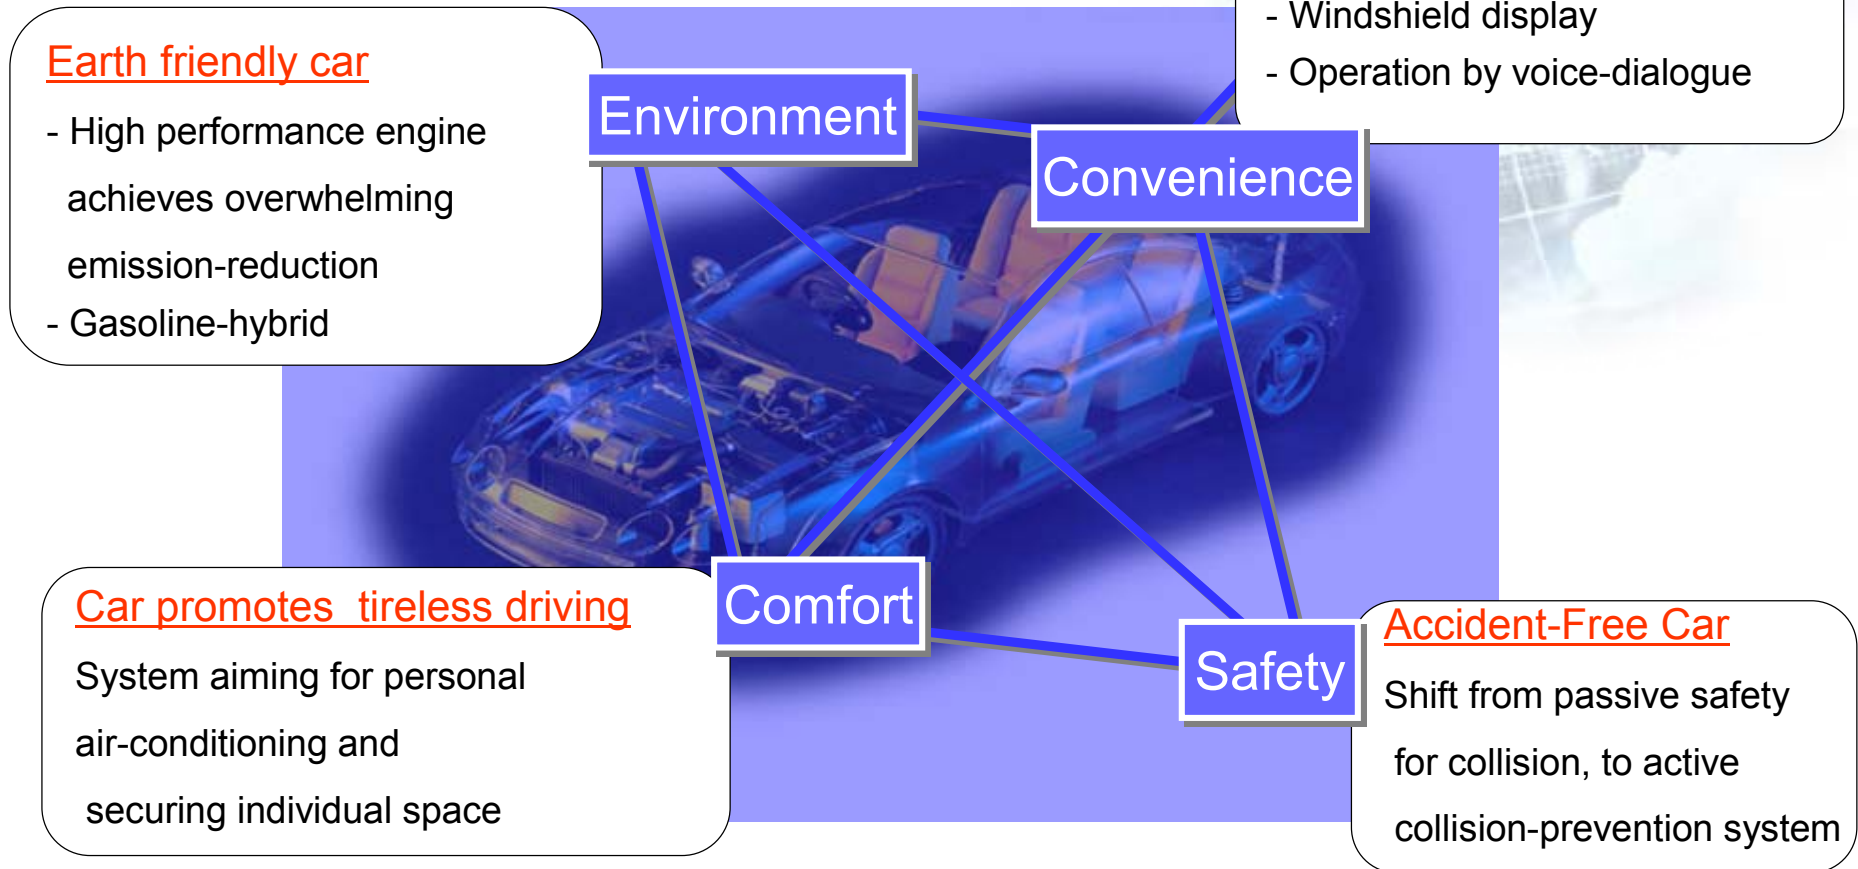 Earth friendly car
- High performance engine
achieves overwhelming
emission-reduction
- Gasoline-hybrid
Environment
- Windshield display
- Operation by voice-dialogue
Convenience
Car promotes  tireless driving
System aiming for personal
air-conditioning and
securing individual space
Comfort
Safety
Accident-Free Car
Shift from passive safety
for collision, to active
collision-prevention system